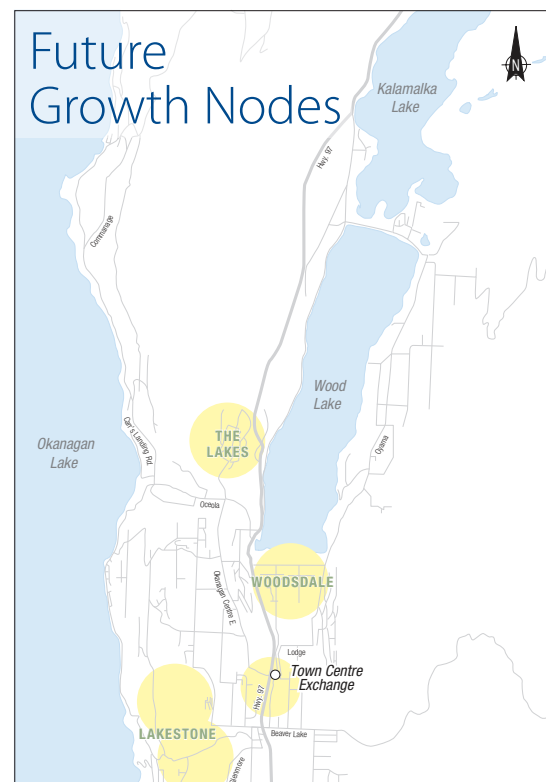 Future
Growth Nodes
N
Kalamalka
Lake
Hwy. 97
Commonage
Wood
Lake
Okanagan
Lake
THE
LAKES
Carr's Landing Rd.
Oyama
Oceola
WOODSDALE
Okanagan Centre E.
Lodge
Town Centre
Exchange
Hwy. 97
LAKESTONE
Beaver Lake